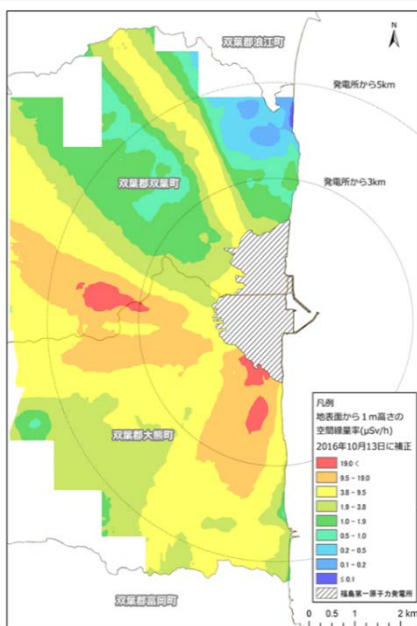 N
双葉郡浪江町
発電所から5km
発電所から3km
双葉郡双葉町
双葉郡大熊町
双葉郡富岡町
凡例
地表面から1m高さの
空間線量率(μSv/h)
2016年10月13日に補正
19.0 <
9.5 - 19.0
3.8 - 9.5
1.9 - 3.8
1.0 - 1.9
0.5 - 1.0
0.2 - 0.5
0.1 - 0.2
≤ 0.1
福島第一原子力発電所
0 0.5 1 2 km